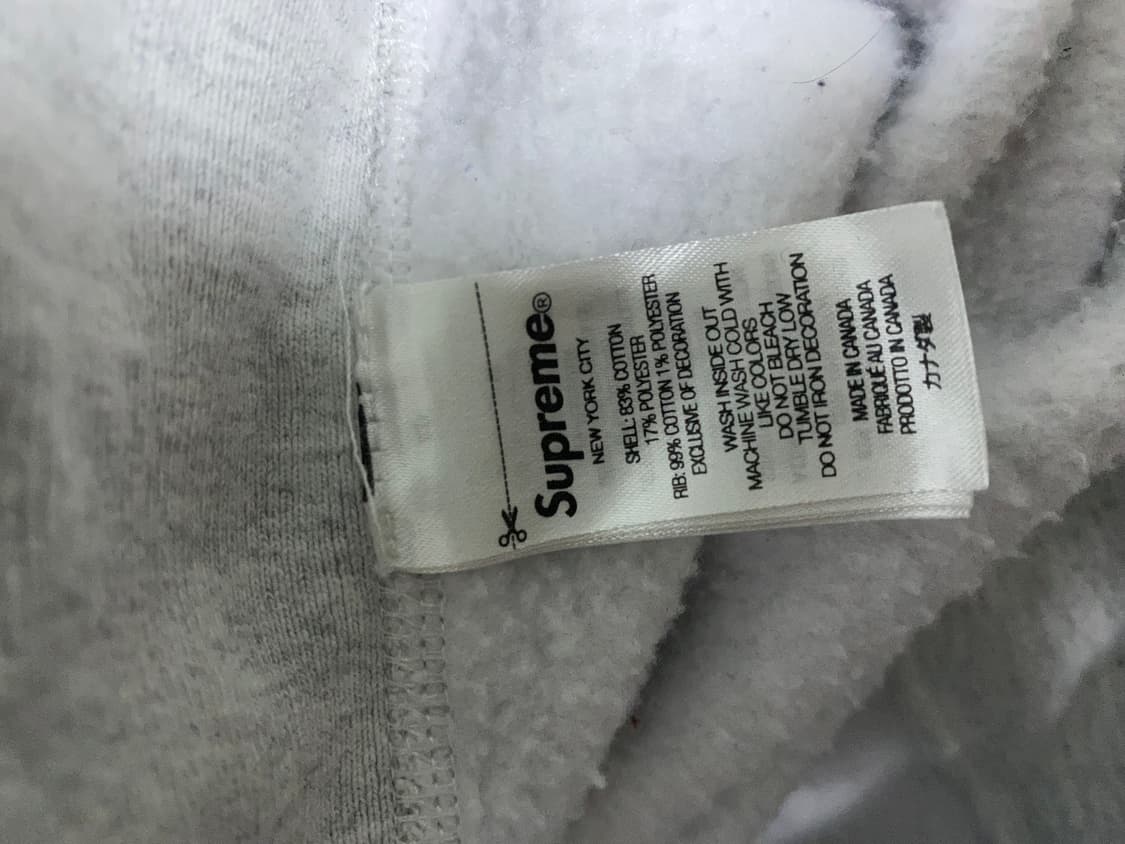 Supreme®
NEW YORK CITY
SHELL: 83% COTTON
17% POLYESTER
RIB: 99% COTTON 1% POLYESTER
EXCLUSIVE OF DECORATION
WASH INSIDE OUT
MACHINE WASH COLD WITH
LIKE COLORS
DO NOT BLEACH
TUMBLE DRY LOW
DO NOT IRON DECORATION
MADE IN CANADA
FABRIQUÉ AU CANADA
PRODOTTO IN CANADA
カナダ製